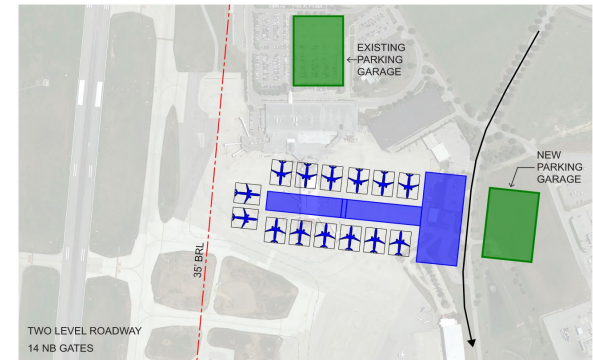 EXISTING
PARKING
GARAGE
NEW
PARKING
GARAGE
35' BRL
TWO LEVEL ROADWAY
14 NB GATES